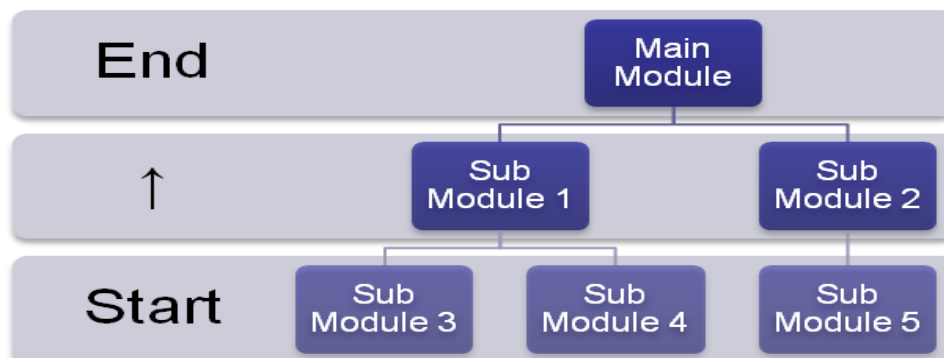 End
Main
Module
↑
Sub
Module 1
Sub
Module 2
Start
Sub
Module 3
Sub
Module 4
Sub
Module 5